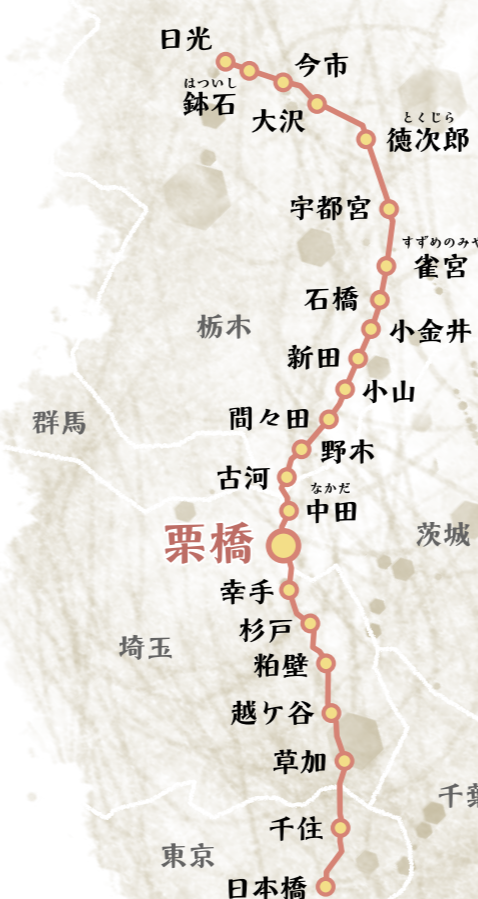 日光
今市
はついし
鉢石
大沢
とくじら
徳次郎
宇都宮
すずめのみや
雀宮
石橋
小金井
栃木
新田
小山
間々田
群馬
野木
古河
なかだ
中田
茨城
栗橋
幸手
杉戸
埼玉
粕壁
越ケ谷
草加
千葉
千住
東京
日本橋